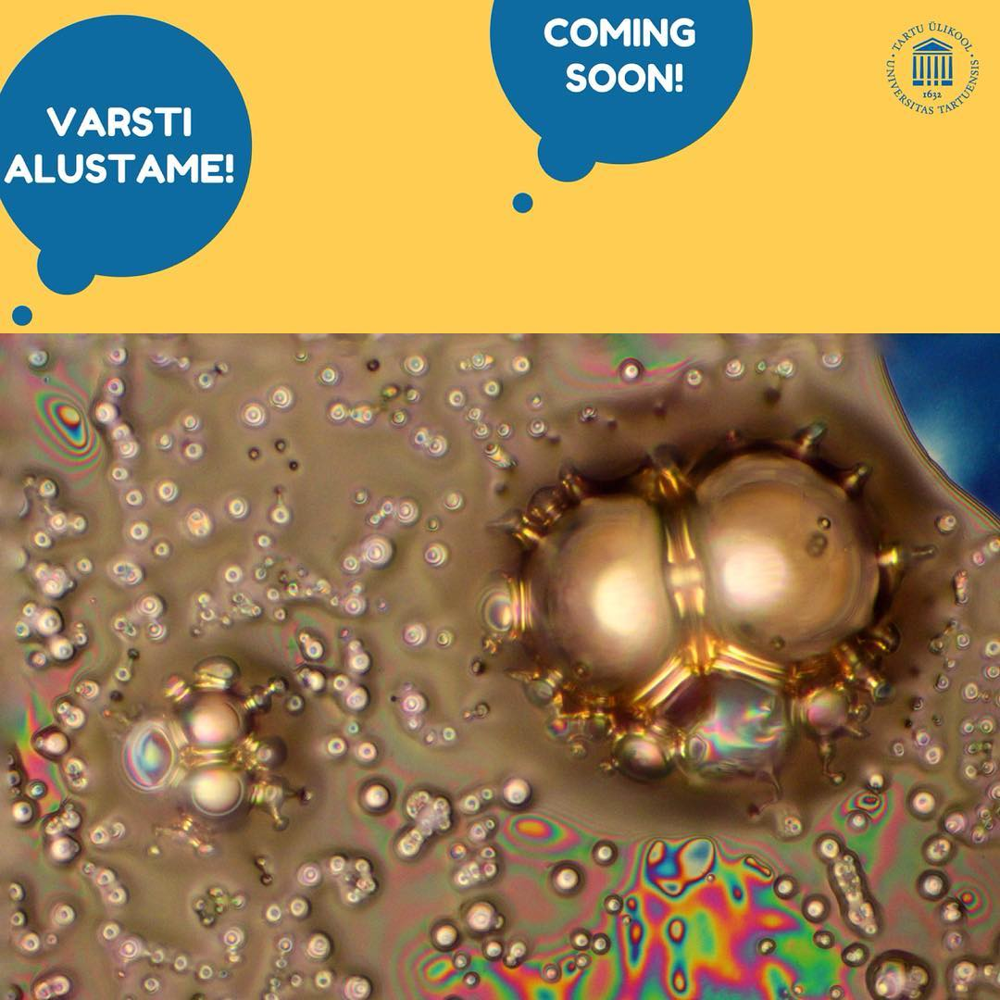 VARSTI
ALUSTAME!
COMING
SOON!
TARTU ÜLIKOOL
1632
UNIVERSITAS TARTUENSIS